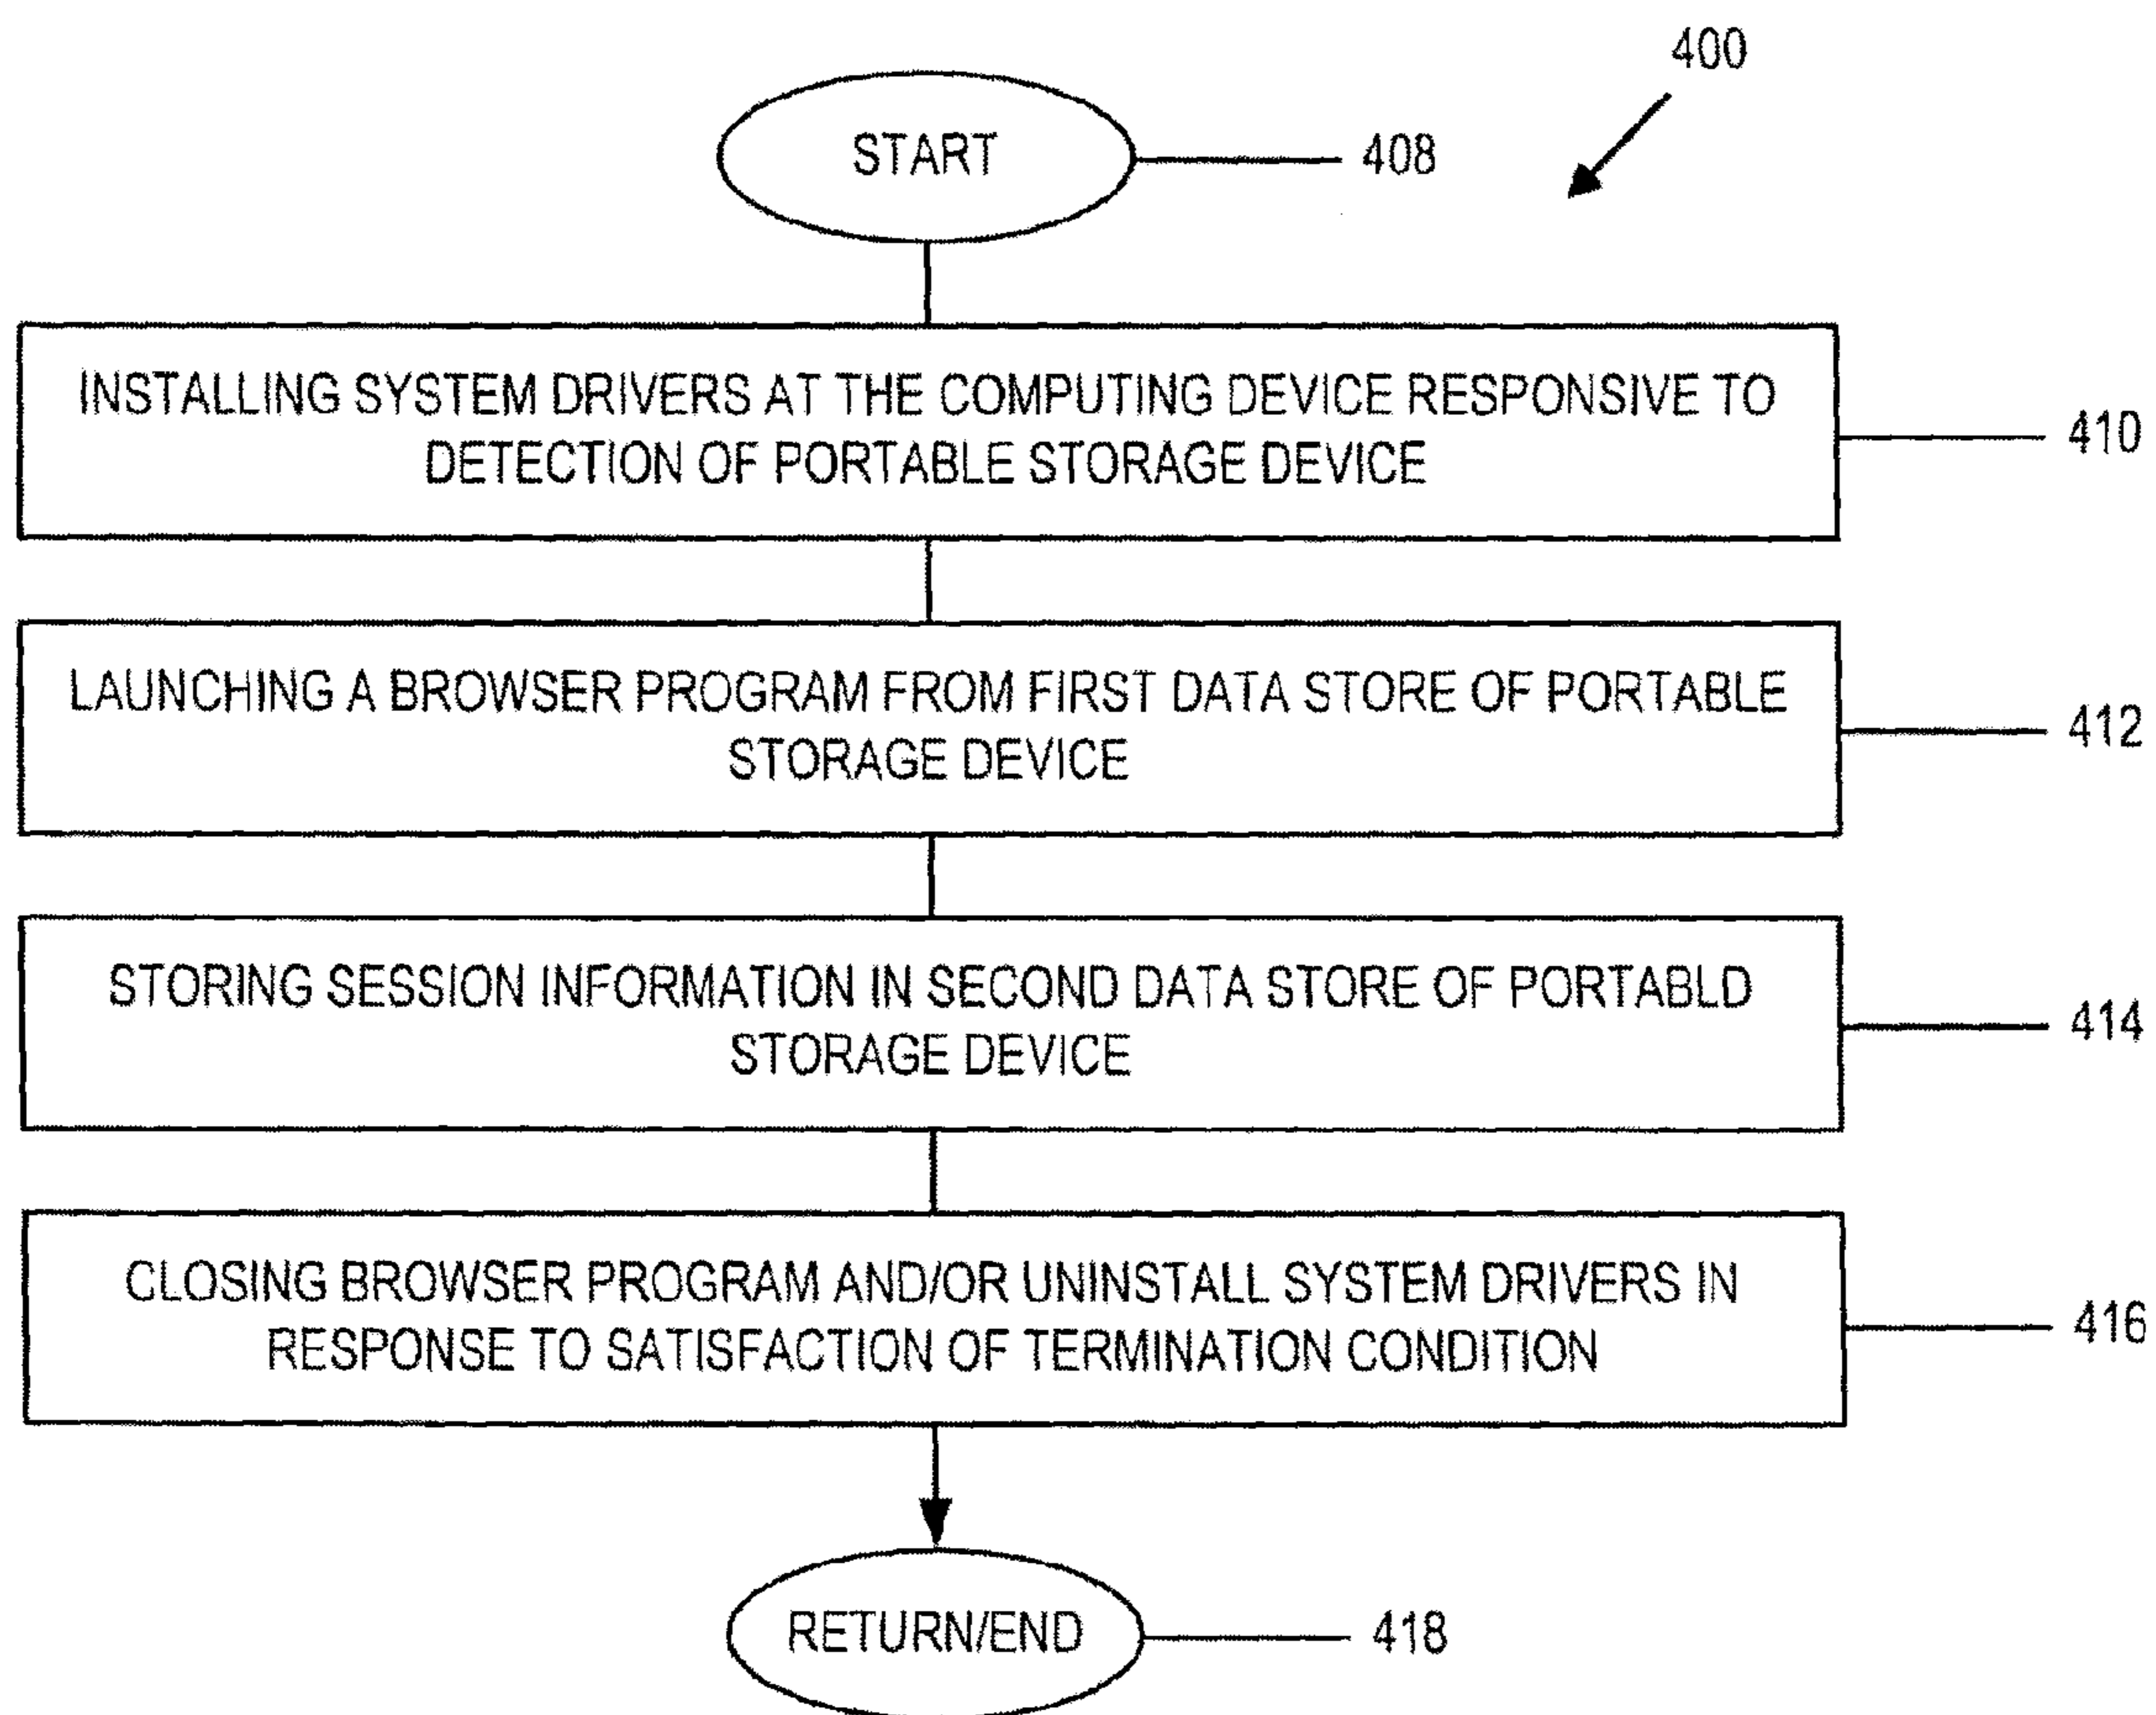 400
START
408
INSTALLING SYSTEM DRIVERS AT THE COMPUTING DEVICE RESPONSIVE TO
DETECTION OF PORTABLE STORAGE DEVICE
410
LAUNCHING A BROWSER PROGRAM FROM FIRST DATA STORE OF PORTABLE
STORAGE DEVICE
412
STORING SESSION INFORMATION IN SECOND DATA STORE OF PORTABLD
STORAGE DEVICE
414
CLOSING BROWSER PROGRAM AND/OR UNINSTALL SYSTEM DRIVERS IN
RESPONSE TO SATISFACTION OF TERMINATION CONDITION
416
RETURN/END
418